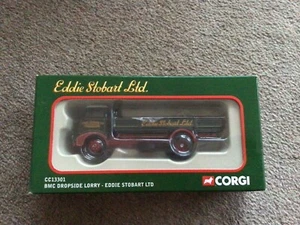 Eddie Stobart Ltd.
Eddie Stobart Ltd
CORGI
CC13301
BMC DROPSIDE LORRY - EDDIE STOBART LTD